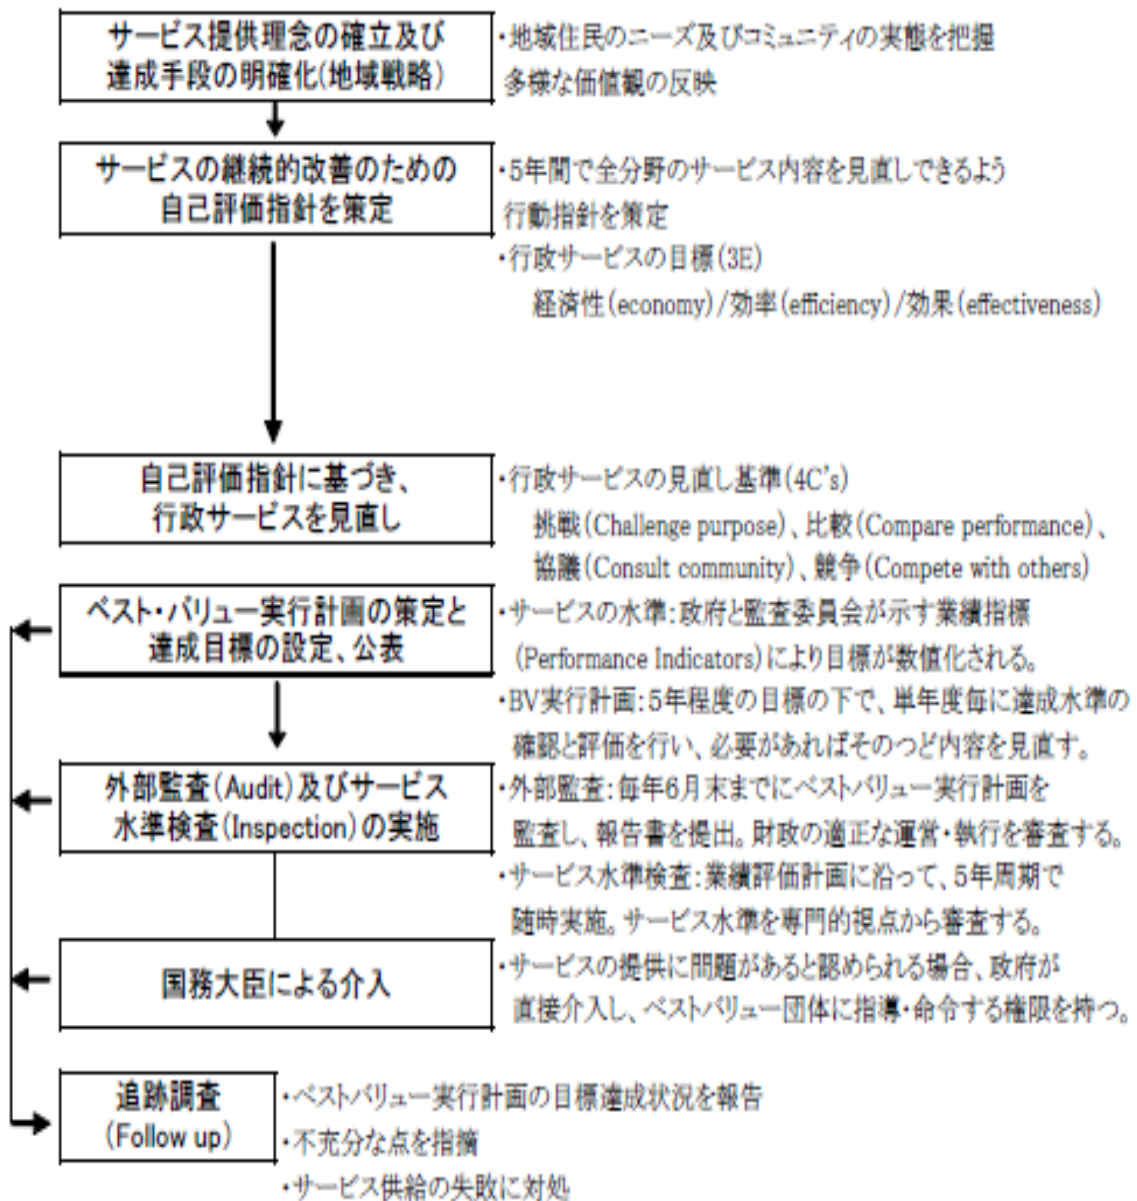 サービス提供理念の確立及び
達成手段の明確化(地域戦略)
・地域住民のニーズ及びコミュニティの実態を把握
多様な価値観の反映
サービスの継続的改善のための
自己評価指針を策定
・5年間で全分野のサービス内容を見直しできるよう
行動指針を策定
・行政サービスの目標(3E)
経済性(economy)/効率(efficiency)/効果(effectiveness)
自己評価指針に基づき、
行政サービスを見直し
・行政サービスの見直し基準(4C's)
挑戦(Challenge purpose)、比較(Compare performance)、
協議(Consult community)、競争(Compete with others)
ベスト・バリュー実行計画の策定と
達成目標の設定、公表
・サービスの水準：政府と監査委員会が示す業績指標
(Performance Indicators)により目標が数値化される。
・BV実行計画：5年程度の目標の下で、単年度毎に達成水準の
確認と評価を行い、必要があればそのつど内容を見直す。
外部監査(Audit)及びサービス
水準検査(Inspection)の実施
・外部監査：毎年6月末までにベストバリュー実行計画を
監査し、報告書を提出。財政の適正な運営・執行を審査する。
・サービス水準検査：業績評価計画に沿って、5年周期で
随時実施。サービス水準を専門的視点から審査する。
国務大臣による介入
・サービスの提供に問題があると認められる場合、政府が
直接介入し、ベストバリュー団体に指導・命令する権限を持つ。
追跡調査
(Follow up)
・ベストバリュー実行計画の目標達成状況を報告
・不充分な点を指摘
・サービス供給の失敗に対処